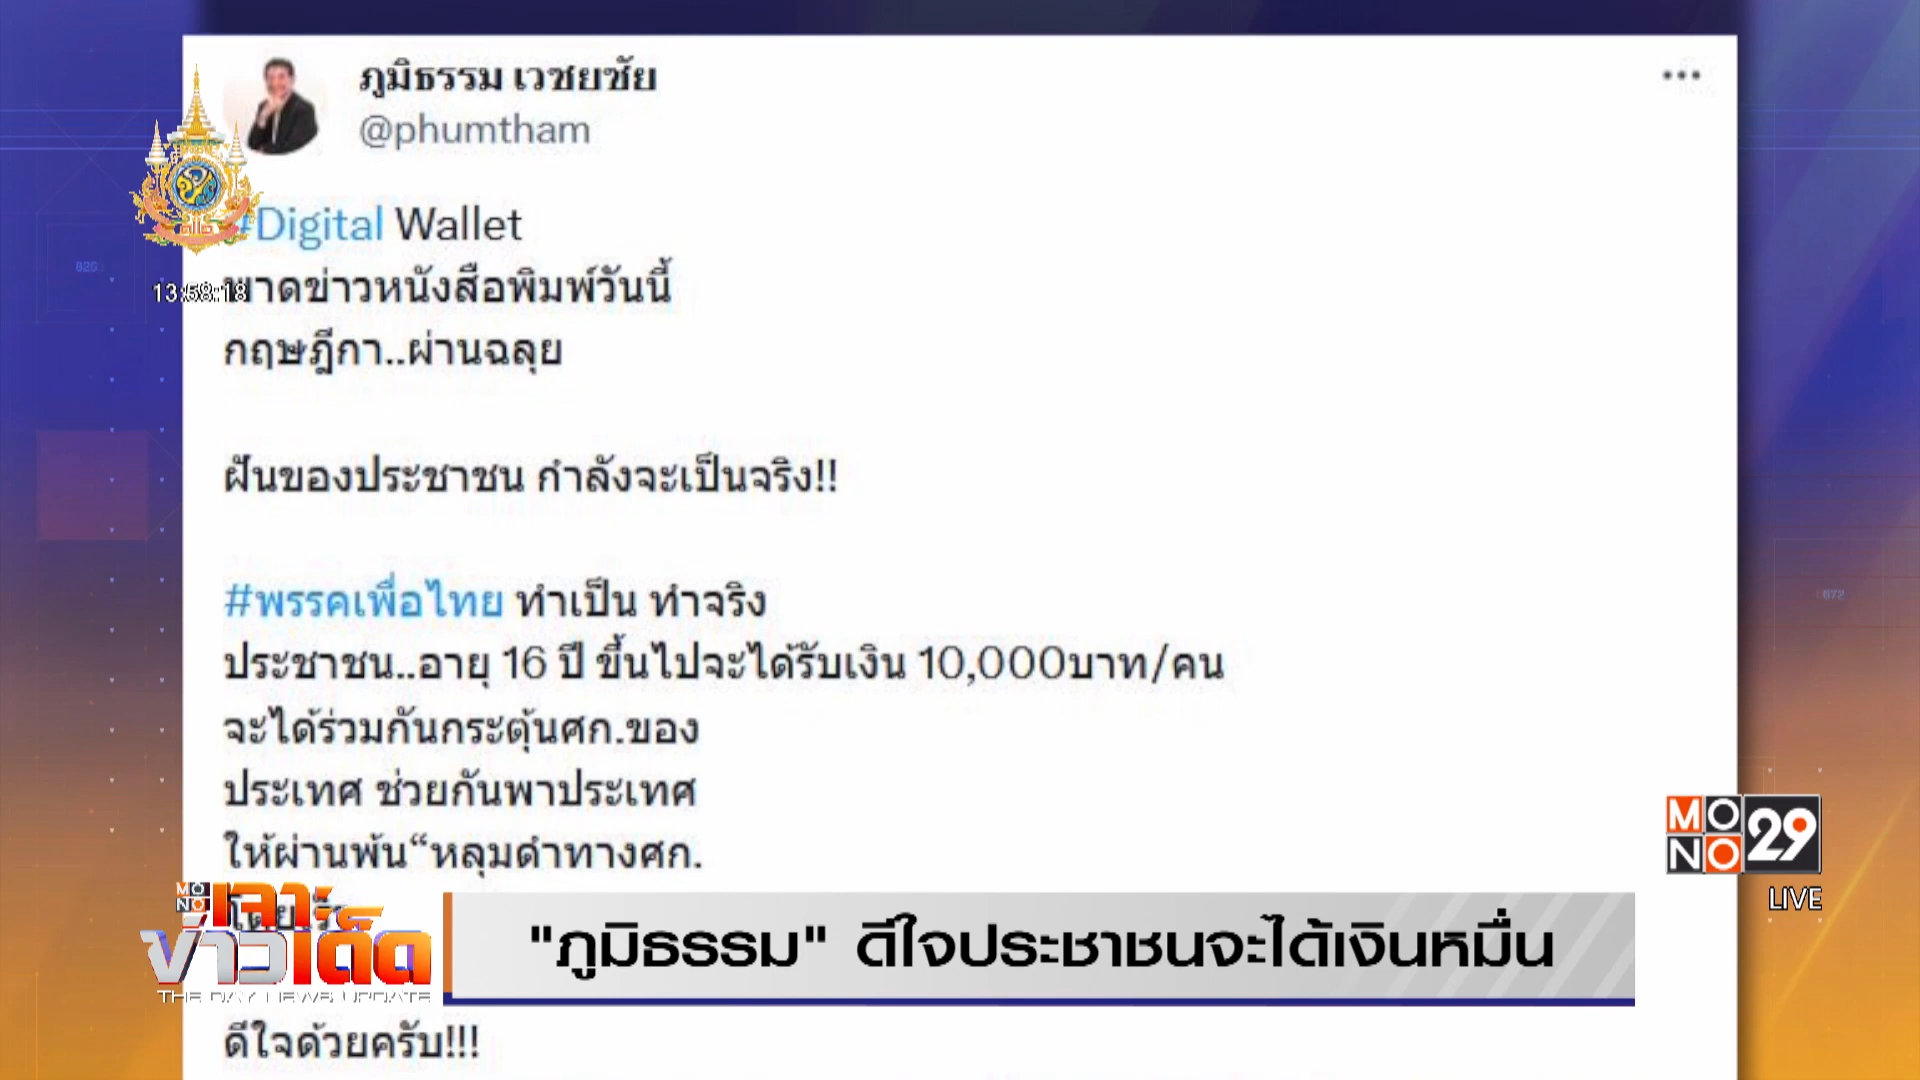 ภูมิธรรม เวชยชัย
@phumtham
#Digital Wallet
พาดข่าวหนังสือพิมพ์วันนี้
13:58:18
กฤษฎีกา..ผ่านฉลุย
ฝันของประชาชน กำลังจะเป็นจริง!!
#พรรคเพื่อไทย ทำเป็น ทำจริง
ประชาชน..อายุ 16 ปี ขึ้นไปจะได้รับเงิน 10,000บาท/คน
จะได้ร่วมกันกระตุ้นศก.ของ
ประเทศ ช่วยกันพาประเทศ
ให้ผ่านพ้น“หลุมดำทางศก.
MONO 29
LIVE
MONO เจาะ
ข่าวเด็ด
THE DAY NEWS UPDATE
"ภูมิธรรม" ดีใจประชาชนจะได้เงินหมื่น
ดีใจด้วยครับ!!!
826
672